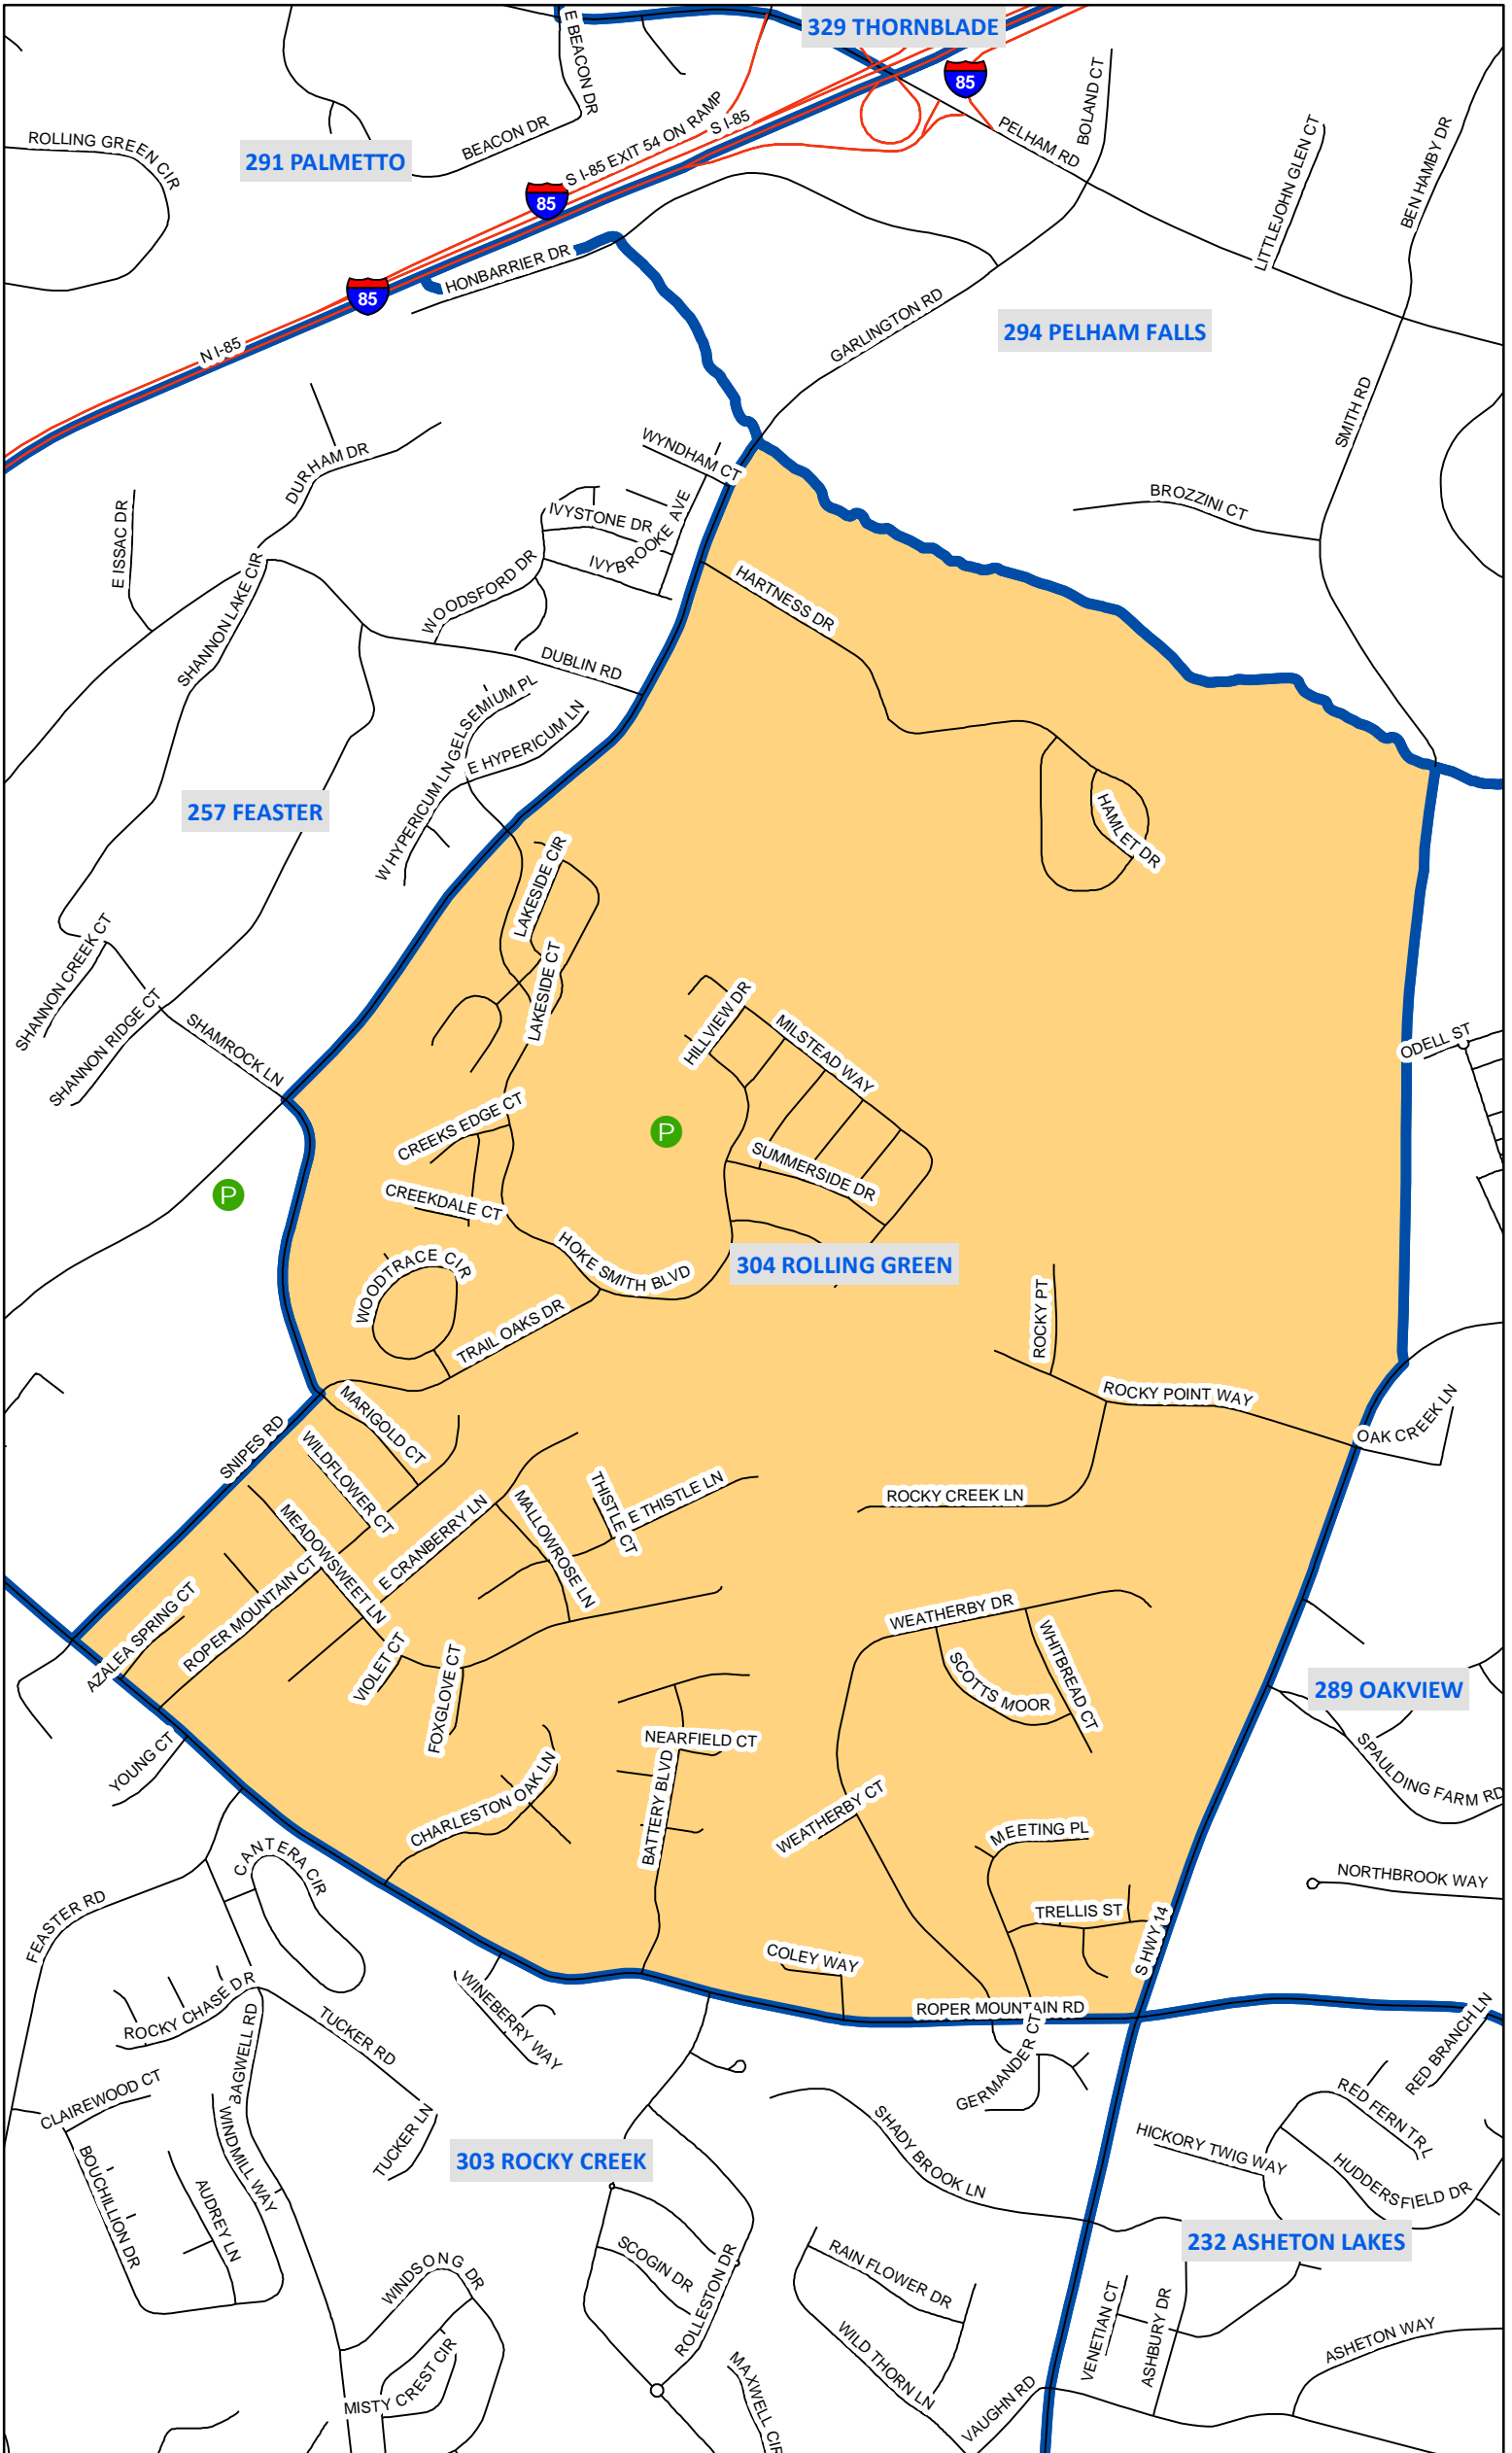 329 THORNBLADE
E BEACON DR
85
BOLAND CT
S I-85 EXIT 54 ON RAMP
S I-85
PELHAM RD
BEACON DR
ROLLING GREEN CIR
291 PALMETTO
LITTLEJOHN GLEN CT
BEN HAMBY DR
85
HONBARRIER DR
85
GARLINGTON RD
294 PELHAM FALLS
N I-85
SMITH RD
WYNDHAM CT
DURHAM DR
BROZZINI CT
IVYSTONE DR
IVYBROOKE AVE
E ISSAC DR
WOODSFORD DR
HARTNESS DR
SHANNON LAKE CIR
DUBLIN RD
GELSEMIUM PL
E HYPERICUM LN
W HYPERICUM LN
257 FEASTER
HAMLET DR
LAKESIDE CIR
LAKESIDE CT
SHANNON CREEK CT
SHANNON RIDGE CT
SHAMROCK LN
HILLVIEW DR
MILSTEAD WAY
ODELL ST
CREEKS EDGE CT
P
SUMMERSIDE DR
P
CREEKDALE CT
HOKE SMITH BLVD
304 ROLLING GREEN
WOODTRACE CIR
TRAIL OAKS DR
ROCKY PT
ROCKY POINT WAY
OAK CREEK LN
MARIGOLD CT
SNIPES RD
WILDFLOWER CT
MEADOWSWEET LN
E CRANBERRY LN
MALLOWROSE LN
THISTLE CT
E THISTLE LN
ROCKY CREEK LN
AZALEA SPRING CT
ROPER MOUNTAIN CT
VIOLET CT
FOXGLOVE CT
WEATHERBY DR
SCOTTS MOOR
WHITBREAD CT
289 OAKVIEW
YOUNG CT
NEARFIELD CT
SPAULDING FARM RD
CHARLESTON OAK LN
BATTERY BLVD
WEATHERBY CT
MEETING PL
CANTERA CIR
NORTHBROOK WAY
FEASTER RD
TRELLIS ST
S HWY 14
COLEY WAY
ROPER MOUNTAIN RD
WINEBERRY WAY
ROCKY CHASE DR
TUCKER RD
BAGWELL RD
GERMANDER CT
RED BRANCH LN
CLAIREWOOD CT
RED FERN TRL
TUCKER LN
WINDMILL WAY
SHADY BROOK LN
HICKORY TWIG WAY
303 ROCKY CREEK
BOUCHILLION DR
AUDREY LN
HUDDERSFIELD DR
232 ASHETON LAKES
WINDSONG DR
SCOGIN DR
ROLLESTON DR
RAIN FLOWER DR
VENETIAN CT
ASHBURY DR
ASHETON WAY
MISTY CREST CIR
WILD THORN LN
MAXWELL CIR
VAUGHN RD